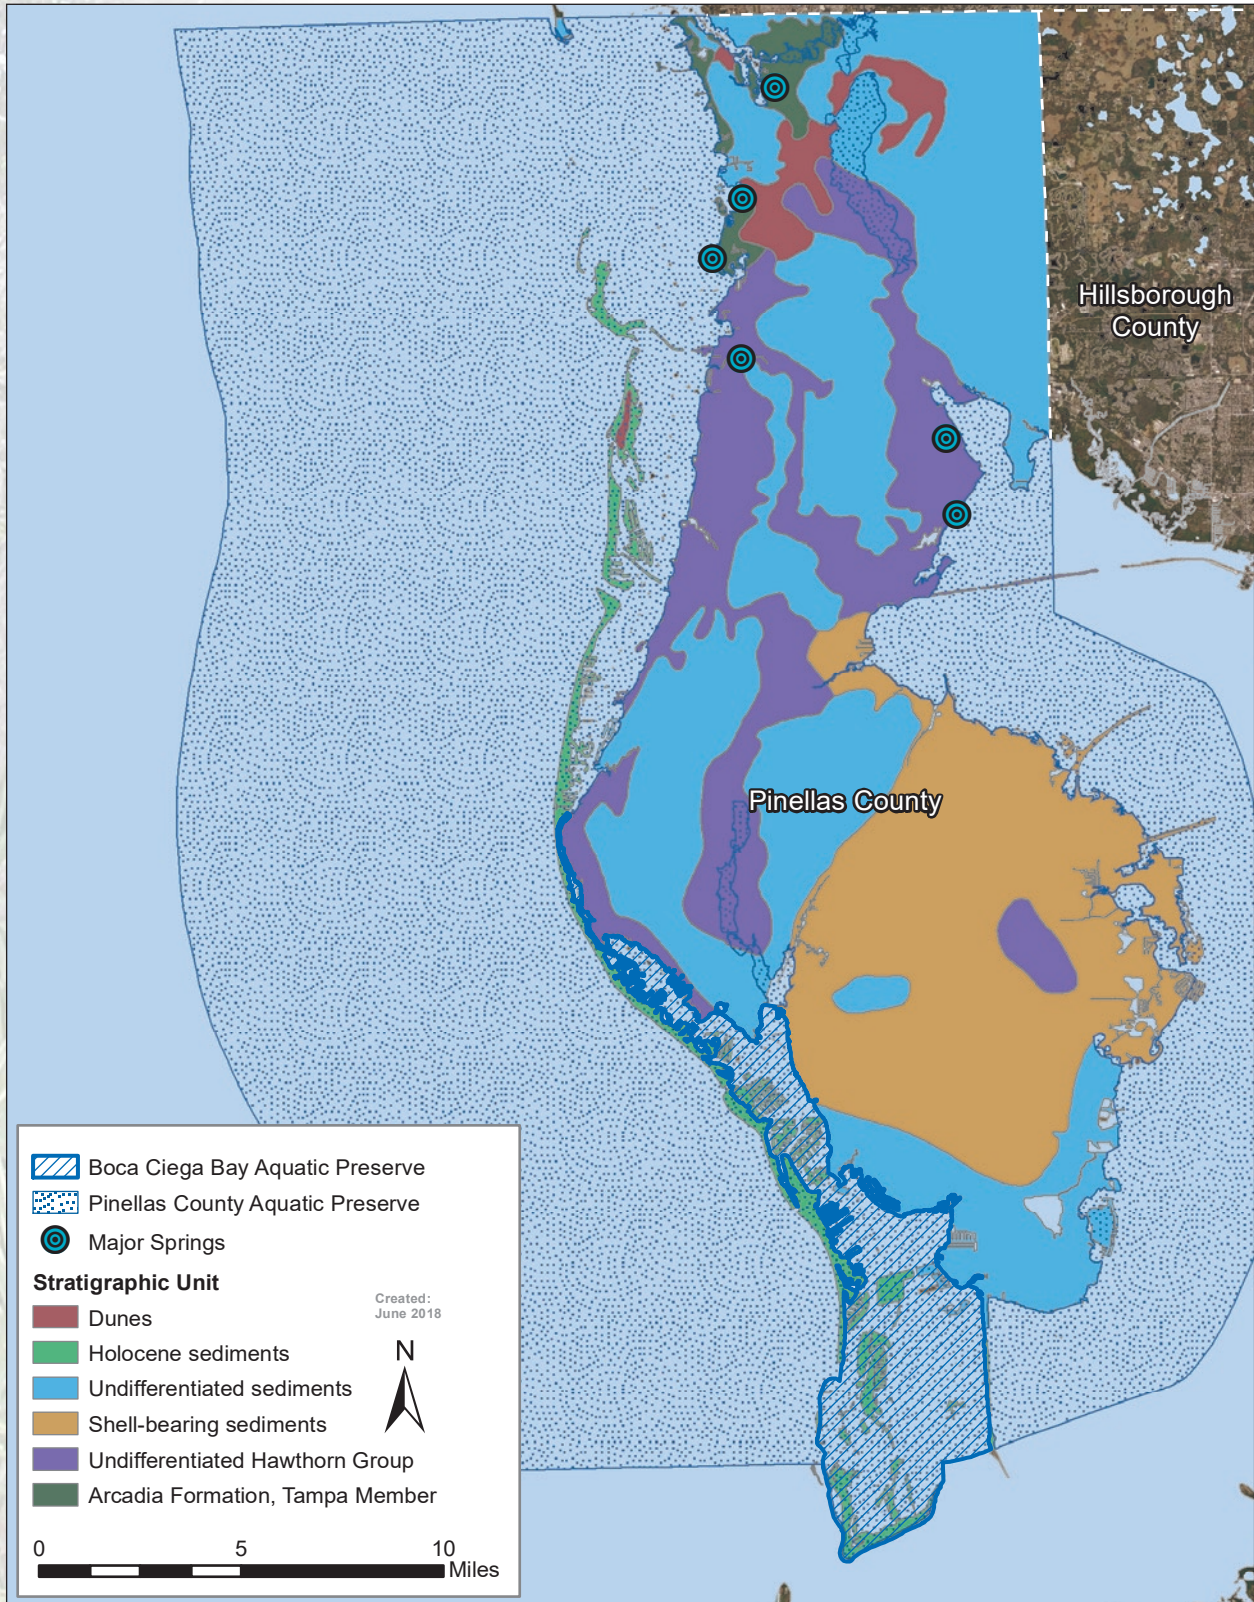 Hillsborough
County
Pinellas County
Boca Ciega Bay Aquatic Preserve
Pinellas County Aquatic Preserve
Major Springs
Stratigraphic Unit
Dunes
Holocene sediments
Undifferentiated sediments
Shell-bearing sediments
Undifferentiated Hawthorn Group
Arcadia Formation, Tampa Member
Created:
June 2018
N
0 5 10
Miles